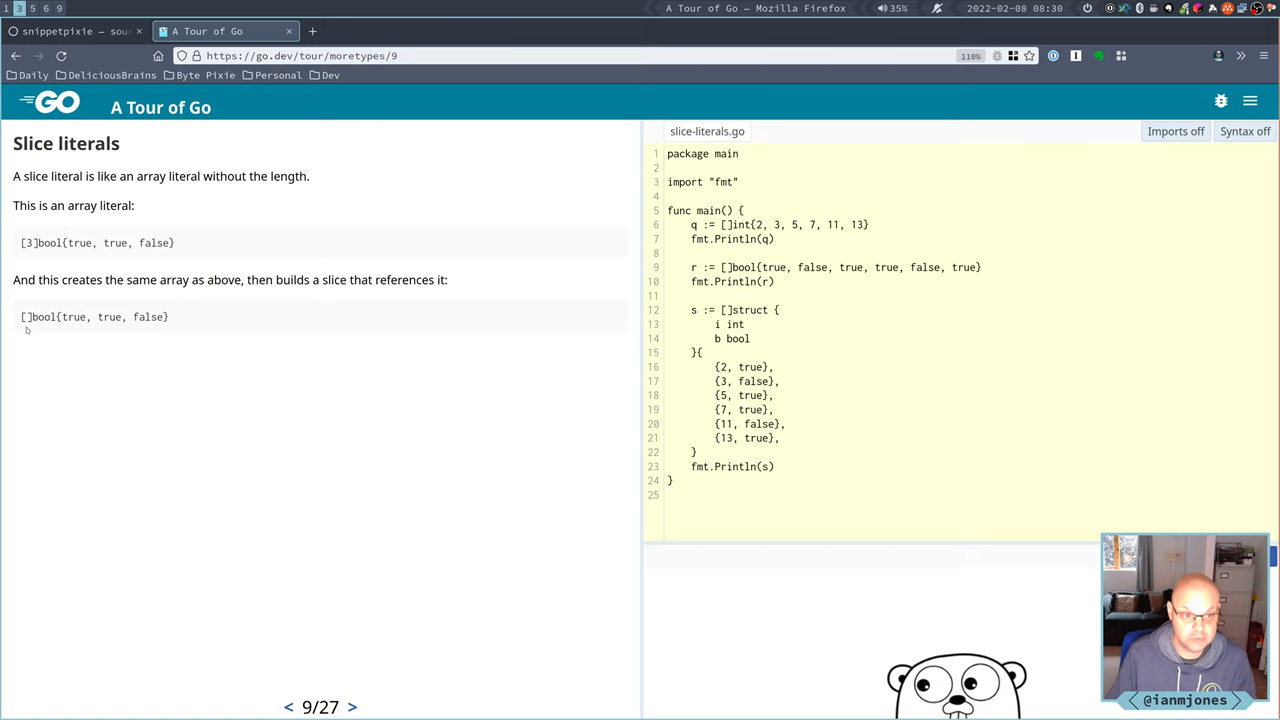 1 3 5 6 9
A Tour of Go — Mozilla Firefox
35%
2022-02-08 08:30
snippetpixie — sour
A Tour of Go
https://go.dev/tour/moretypes/9
110%
Daily
DeliciousBrains
Byte Pixie
Personal
Dev
GO
A Tour of Go
Slice literals
A slice literal is like an array literal without the length.
This is an array literal:
[3]bool{true, true, false}
And this creates the same array as above, then builds a slice that references it:
[]bool{true, true, false}
< 9/27 >
slice-literals.go
Imports off
Syntax off
1 package main
2
3 import "fmt"
4
5 func main() {
6 q := []int{2, 3, 5, 7, 11, 13}
7 fmt.Println(q)
8
9 r := []bool{true, false, true, true, false, true}
10 fmt.Println(r)
11
12 s := []struct {
13 i int
14 b bool
15 }{
16 {2, true},
17 {3, false},
18 {5, true},
19 {7, true},
20 {11, false},
21 {13, true},
22 }
23 fmt.Println(s)
24 }
25
@ianmjones